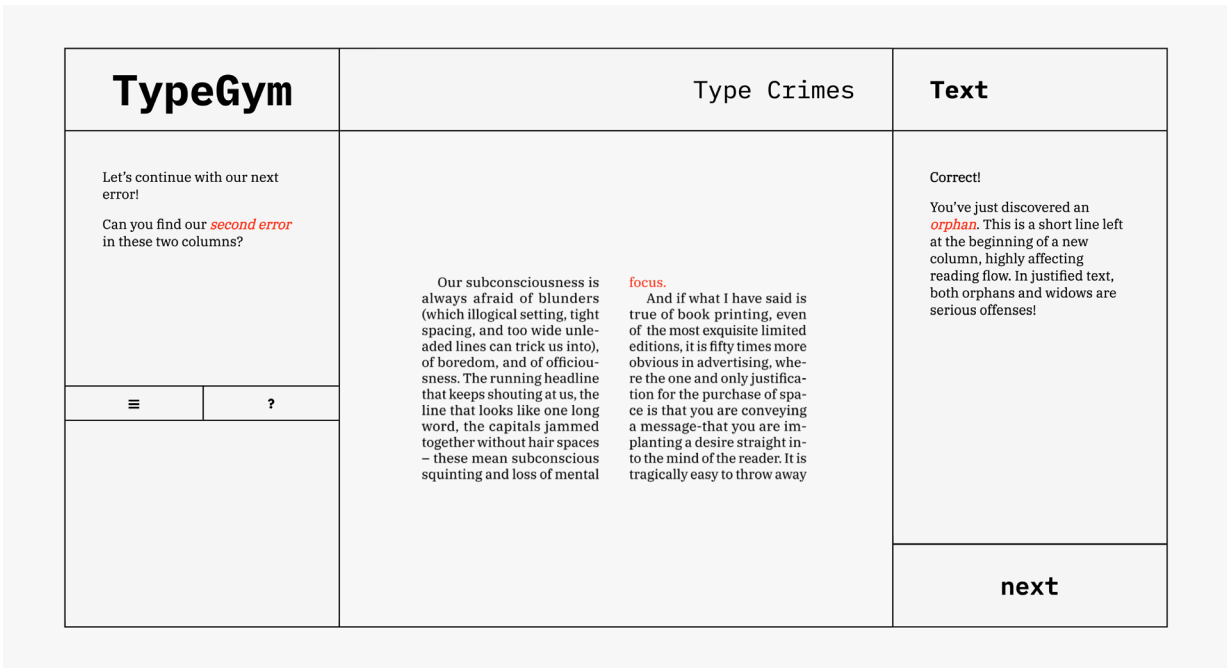 TypeGym
Type Crimes
Text
Let's continue with our next
error!
Can you find our second error
in these two columns?
≡
?
Our subconsciousness is
always afraid of blunders
(which illogical setting, tight
spacing, and too wide unle-
aded lines can trick us into),
of boredom, and of officiou-
sness. The running headline
that keeps shouting at us, the
line that looks like one long
word, the capitals jammed
together without hair spaces
– these mean subconscious
squinting and loss of mental
focus.
And if what I have said is
true of book printing, even
of the most exquisite limited
editions, it is fifty times more
obvious in advertising, whe-
re the one and only justifica-
tion for the purchase of spa-
ce is that you are conveying
a message-that you are im-
planting a desire straight in-
to the mind of the reader. It is
tragically easy to throw away
Correct!
You've just discovered an
orphan. This is a short line left
at the beginning of a new
column, highly affecting
reading flow. In justified text,
both orphans and widows are
serious offenses!
next